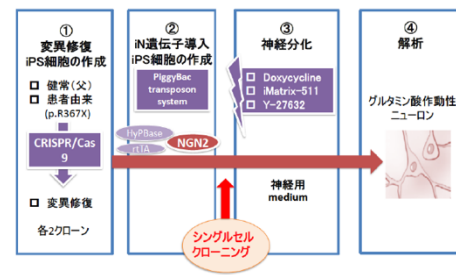 ①
変異修復
iPS細胞の作成
□ 健常(父)
□ 患者由来
(p.R367X)
CRISPR/Cas
9
□ 変異修復
各2クローン
②
iN遺伝子導入
iPS細胞の作成
PiggyBac
transposon
system
HyPBase
rtTA
NGN2
シングルセル
クローニング
③
神経分化
□ Doxycycline
□ iMatrix-511
□ Y-27632
神経用
medium
④
解析
グルタミン酸作動性
ニューロン